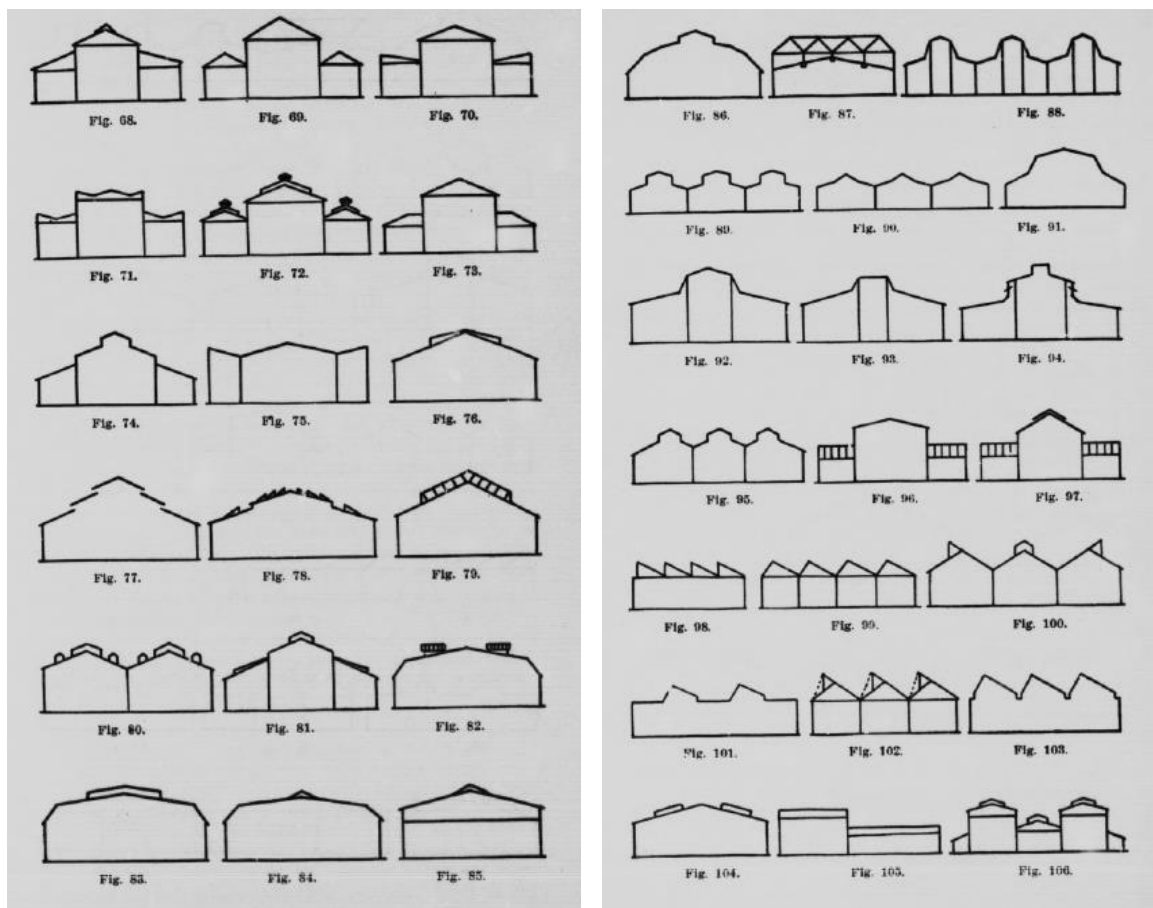 Fig. 68. Fig. 69. Fig. 70.
Fig. 71. Fig. 72. Fig. 73.
Fig. 74. Fig. 75. Fig. 76.
Fig. 77. Fig. 78. Fig. 79.
Fig. 80. Fig. 81. Fig. 82.
Fig. 83. Fig. 84. Fig. 85.
Fig. 86. Fig. 87. Fig. 88.
Fig. 89. Fig. 90. Fig. 91.
Fig. 92. Fig. 93. Fig. 94.
Fig. 95. Fig. 96. Fig. 97.
Fig. 98. Fig. 99. Fig. 100.
Fig. 101. Fig. 102. Fig. 103.
Fig. 104. Fig. 105. Fig. 106.